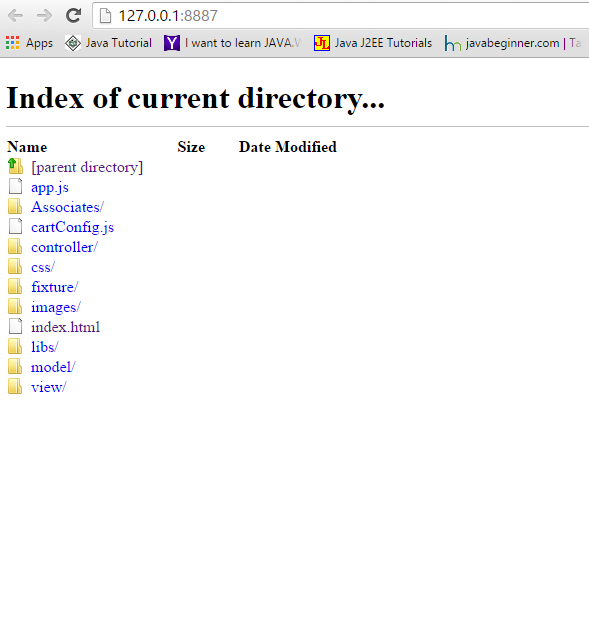 127.0.0.1:8887
Apps Java Tutorial I want to learn JAVA. Java J2EE Tutorials javabeginner.com | Ta
Index of current directory...
Name Size Date Modified
[parent directory]
app.js
Associates/
cartConfig.js
controller/
css/
fixture/
images/
index.html
libs/
model/
view/